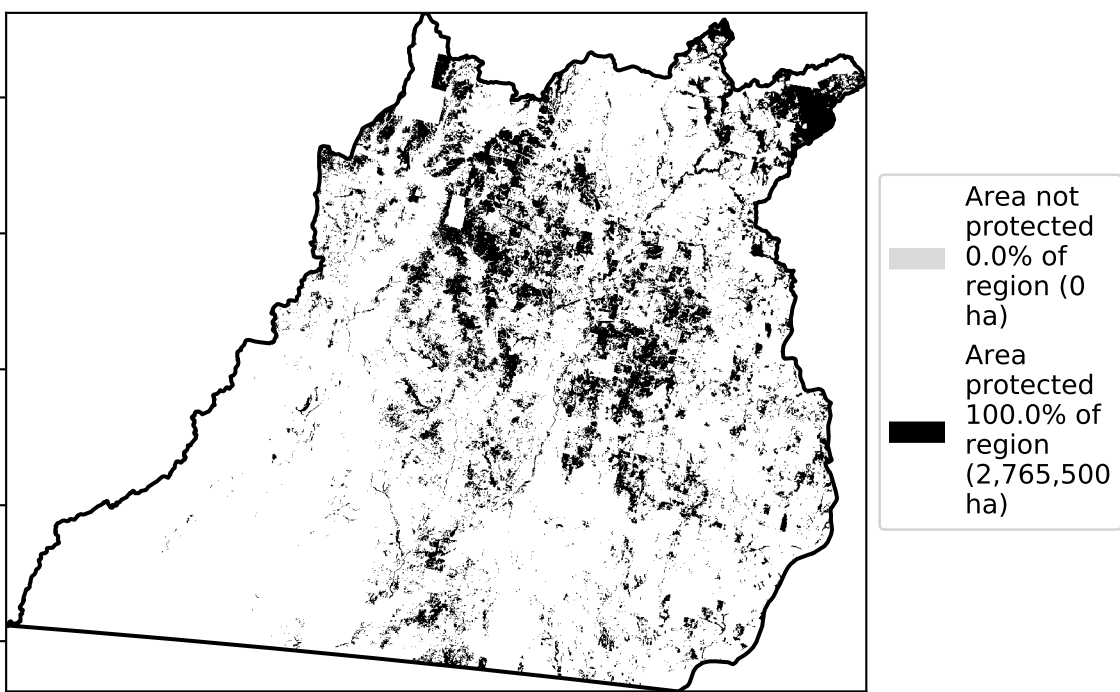 Area not
protected
0.0% of
region (0
ha)
Area
protected
100.0% of
region
(2,765,500
ha)